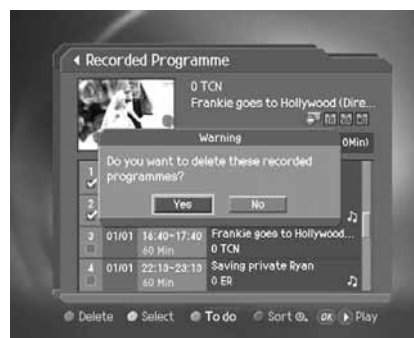 Recorded Programme
0 TCN
Frankie goes to Hollywood (Dire...
Warning
0Min)
Do you want to delete these recorded
programmes?
Yes No
1
2
3 01/01 16:40~17:40 Frankie goes to Hollywood...
60 Min 0 TCN
4 01/01 22:13~23:13 Saving private Ryan
60 Min 0 ER
Delete Select To do Sort OK Play